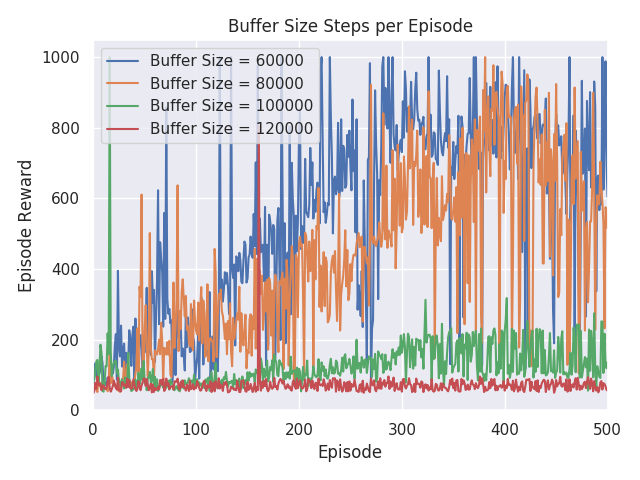 Buffer Size Steps per Episode
Buffer Size = 60000
Buffer Size = 80000
Buffer Size = 100000
Buffer Size = 120000
1000
800
600
400
200
0
Episode Reward
0 100 200 300 400 500
Episode